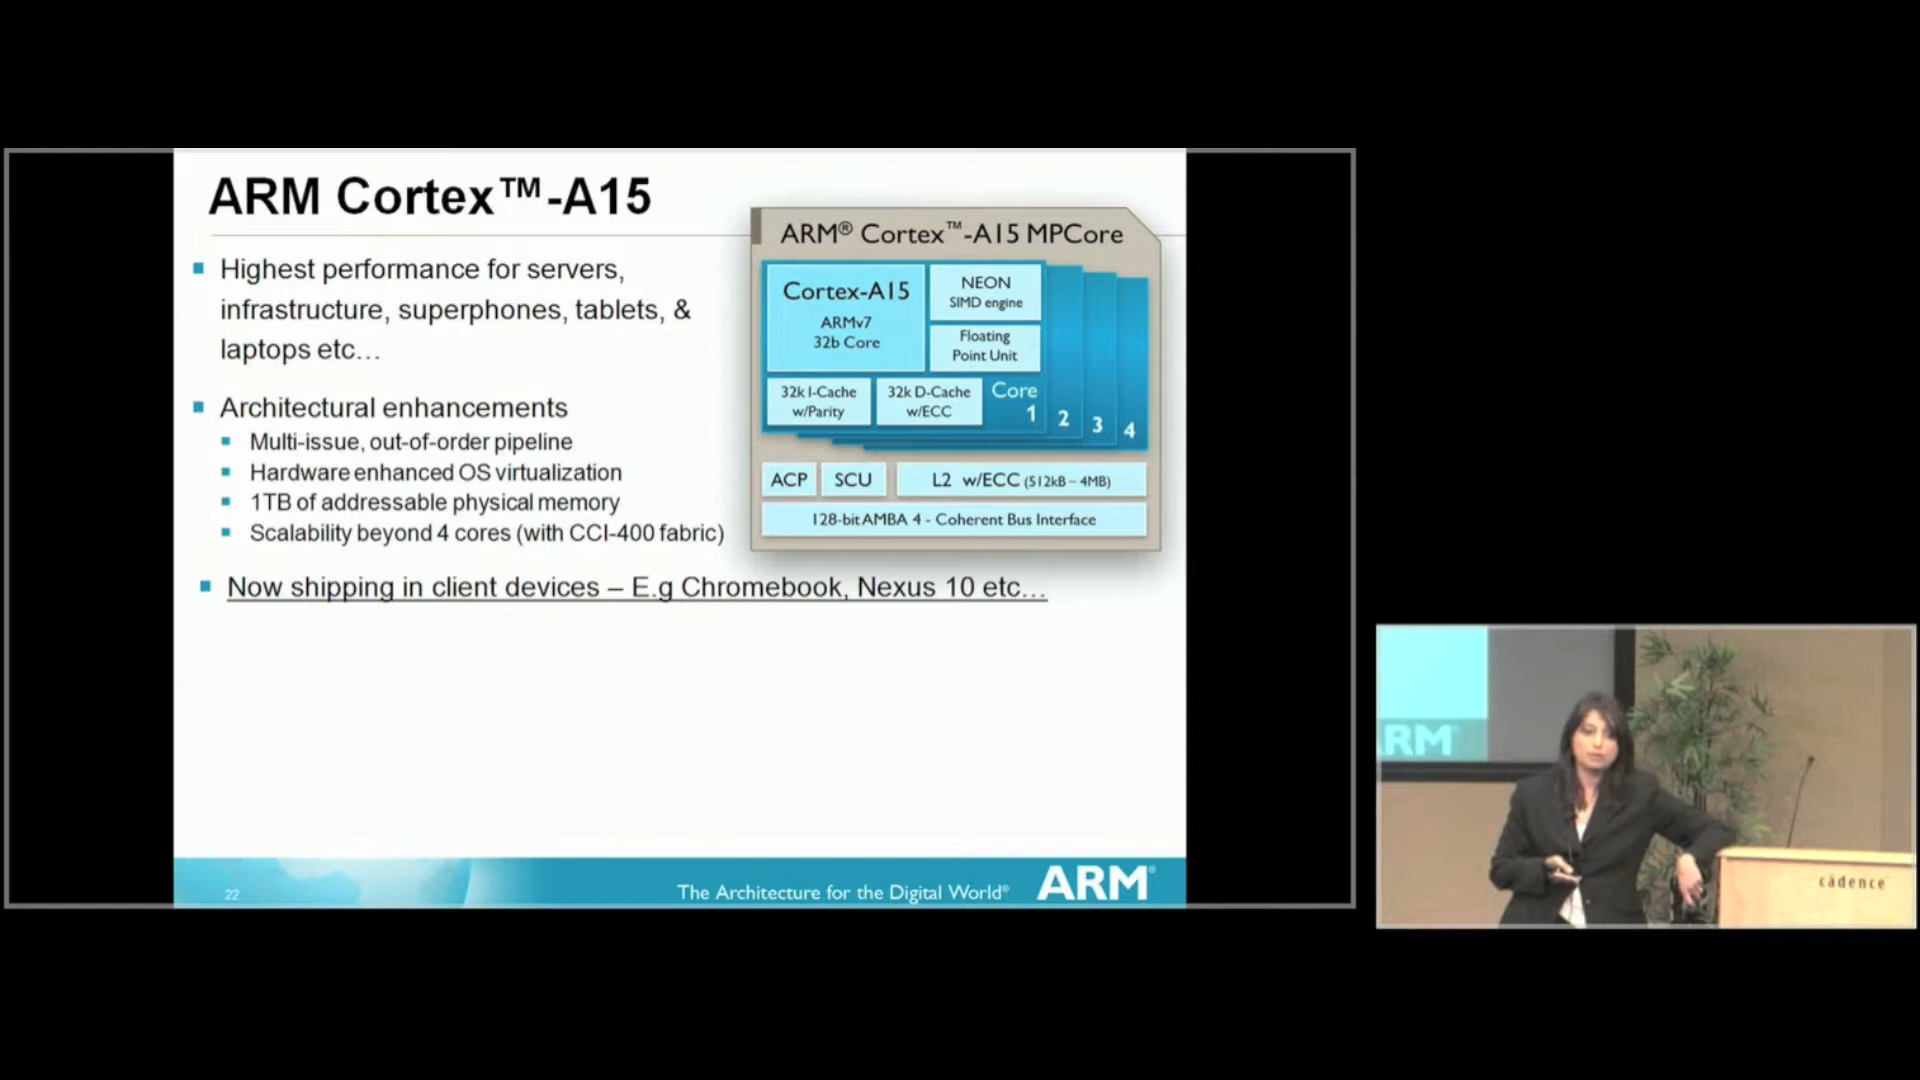 ARM Cortex™-A15
Highest performance for servers,
infrastructure, superphones, tablets, &
laptops etc…
Architectural enhancements
Multi-issue, out-of-order pipeline
Hardware enhanced OS virtualization
1TB of addressable physical memory
Scalability beyond 4 cores (with CCI-400 fabric)
Now shipping in client devices – E.g Chromebook, Nexus 10 etc…
ARM® Cortex™-A15 MPCore
Cortex-A15
ARMv7
32b Core
NEON
SIMD engine
Floating
Point Unit
32k I-Cache
w/Parity
32k D-Cache
w/ECC
Core
1
2
3
4
ACP
SCU
L2 w/ECC (512kB – 4MB)
128-bit AMBA 4 - Coherent Bus Interface
22
The Architecture for the Digital World®
ARM®
RM
cādence